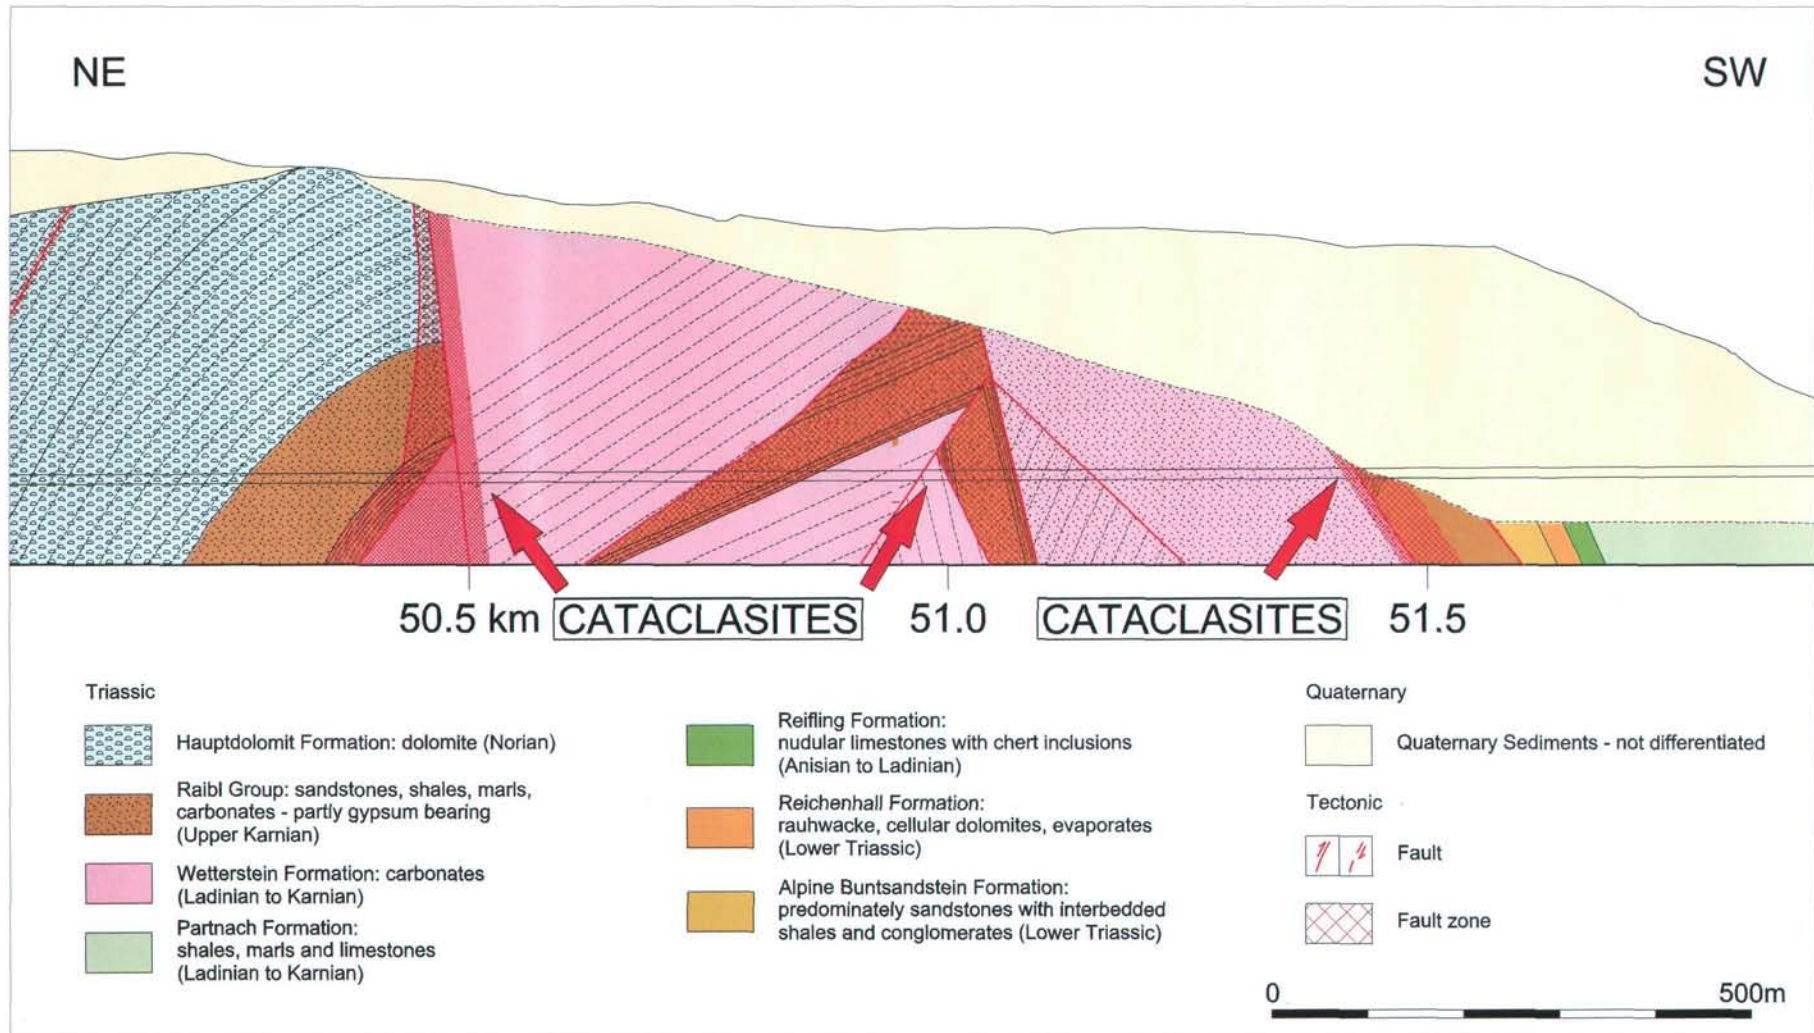 NE
SW
50.5 km
CATACLASITES
51.0
CATACLASITES
51.5
Triassic
Hauptdolomit Formation: dolomite (Norian)
Raibl Group: sandstones, shales, marls,
carbonates - partly gypsum bearing
(Upper Karnian)
Wetterstein Formation: carbonates
(Ladinian to Karnian)
Partnach Formation:
shales, marls and limestones
(Ladinian to Karnian)
Reifling Formation:
nudular limestones with chert inclusions
(Anisian to Ladinian)
Reichenhall Formation:
rauhwacke, cellular dolomites, evaporates
(Lower Triassic)
Alpine Buntsandstein Formation:
predominately sandstones with interbedded
shales and conglomerates (Lower Triassic)
Quaternary
Quaternary Sediments - not differentiated
Tectonic
Fault
Fault zone
0
500m